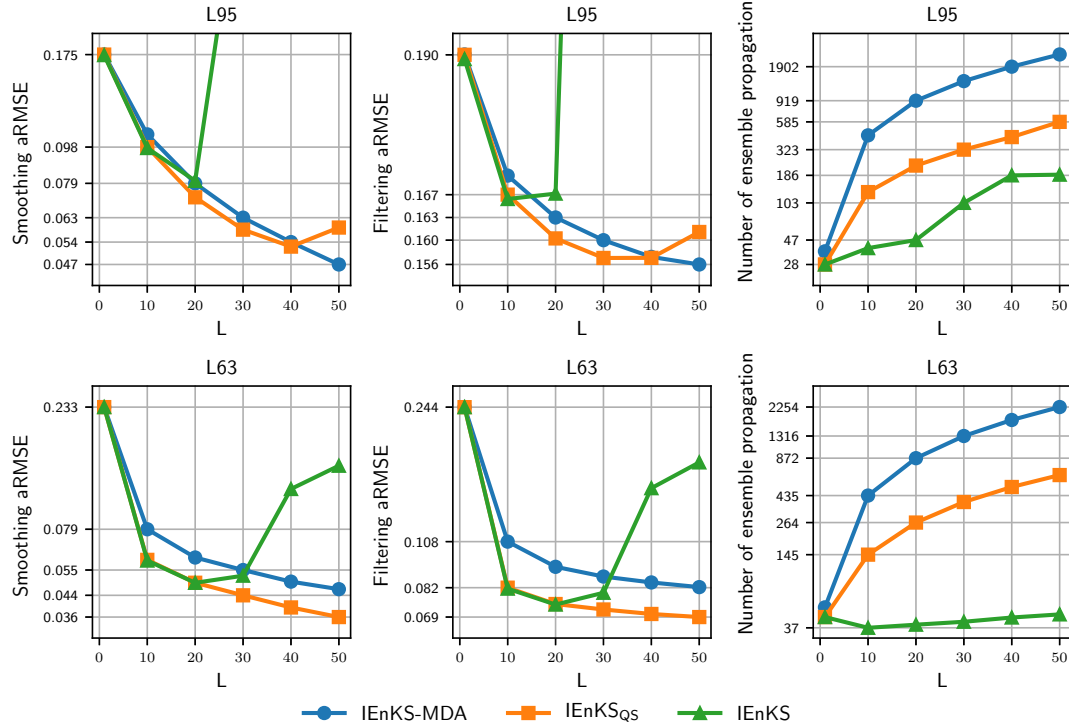 L95
L95
L95
Smoothing aRMSE
0.175
0.098
0.079
0.063
0.054
0.047
0 10 20 30 40 50
L
Filtering aRMSE
0.190
0.167
0.163
0.160
0.156
0 10 20 30 40 50
L
Number of ensemble propagation
1902
919
585
323
186
103
47
28
0 10 20 30 40 50
L
L63
L63
L63
Smoothing aRMSE
0.233
0.079
0.055
0.044
0.036
0 10 20 30 40 50
L
Filtering aRMSE
0.244
0.108
0.082
0.069
0 10 20 30 40 50
L
Number of ensemble propagation
2254
1316
872
435
264
145
37
0 10 20 30 40 50
L
IEnKS-MDA IEnKS_QS IEnKS